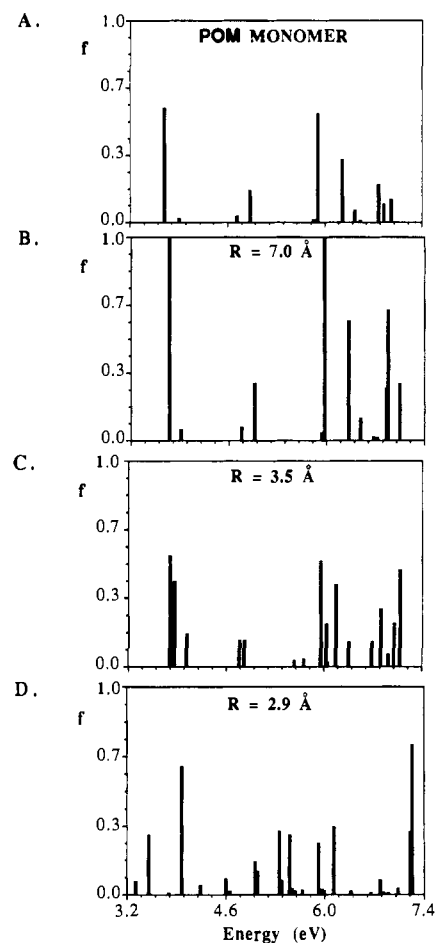 A.
f
POM MONOMER
1.0
0.7
0.3
0.0
B.
f
R = 7.0 Å
1.0
0.7
0.3
0.0
C.
f
R = 3.5 Å
1.0
0.7
0.3
0.0
D.
f
R = 2.9 Å
1.0
0.7
0.3
0.0
3.2 4.6 6.0 7.4
Energy (eV)